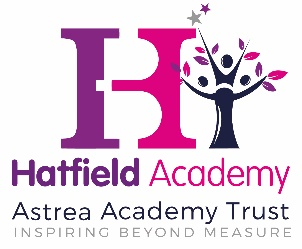 H
Hatfield Academy
Astrea Academy Trust
INSPIRING BEYOND MEASURE